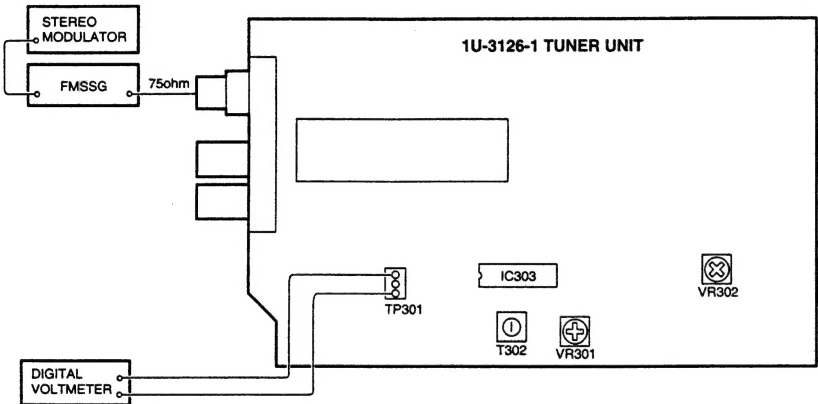 STEREO
MODULATOR
1U-3126-1 TUNER UNIT
FMSSG
75ohm
IC303
VR302
TP301
T302
VR301
DIGITAL
VOLTMETER